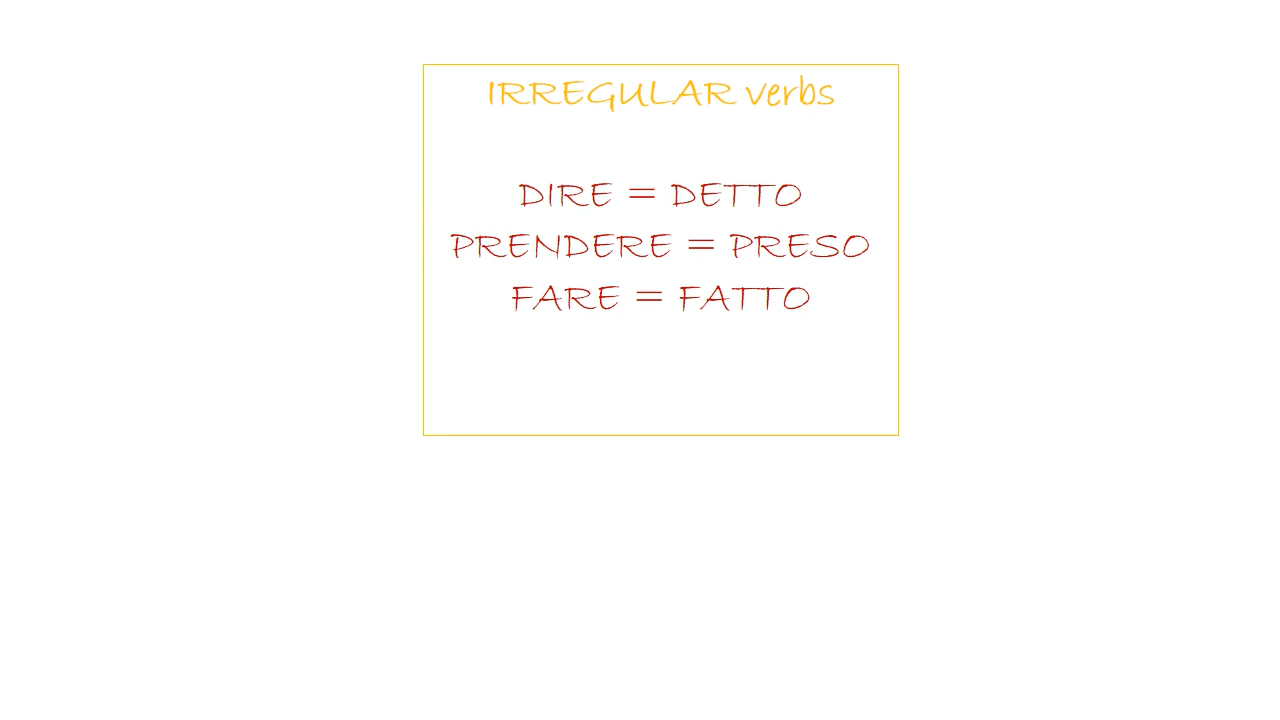 IRREGULAR verbs
DIRE = DETTO
PRENDERE = PRESO
FARE = FATTO